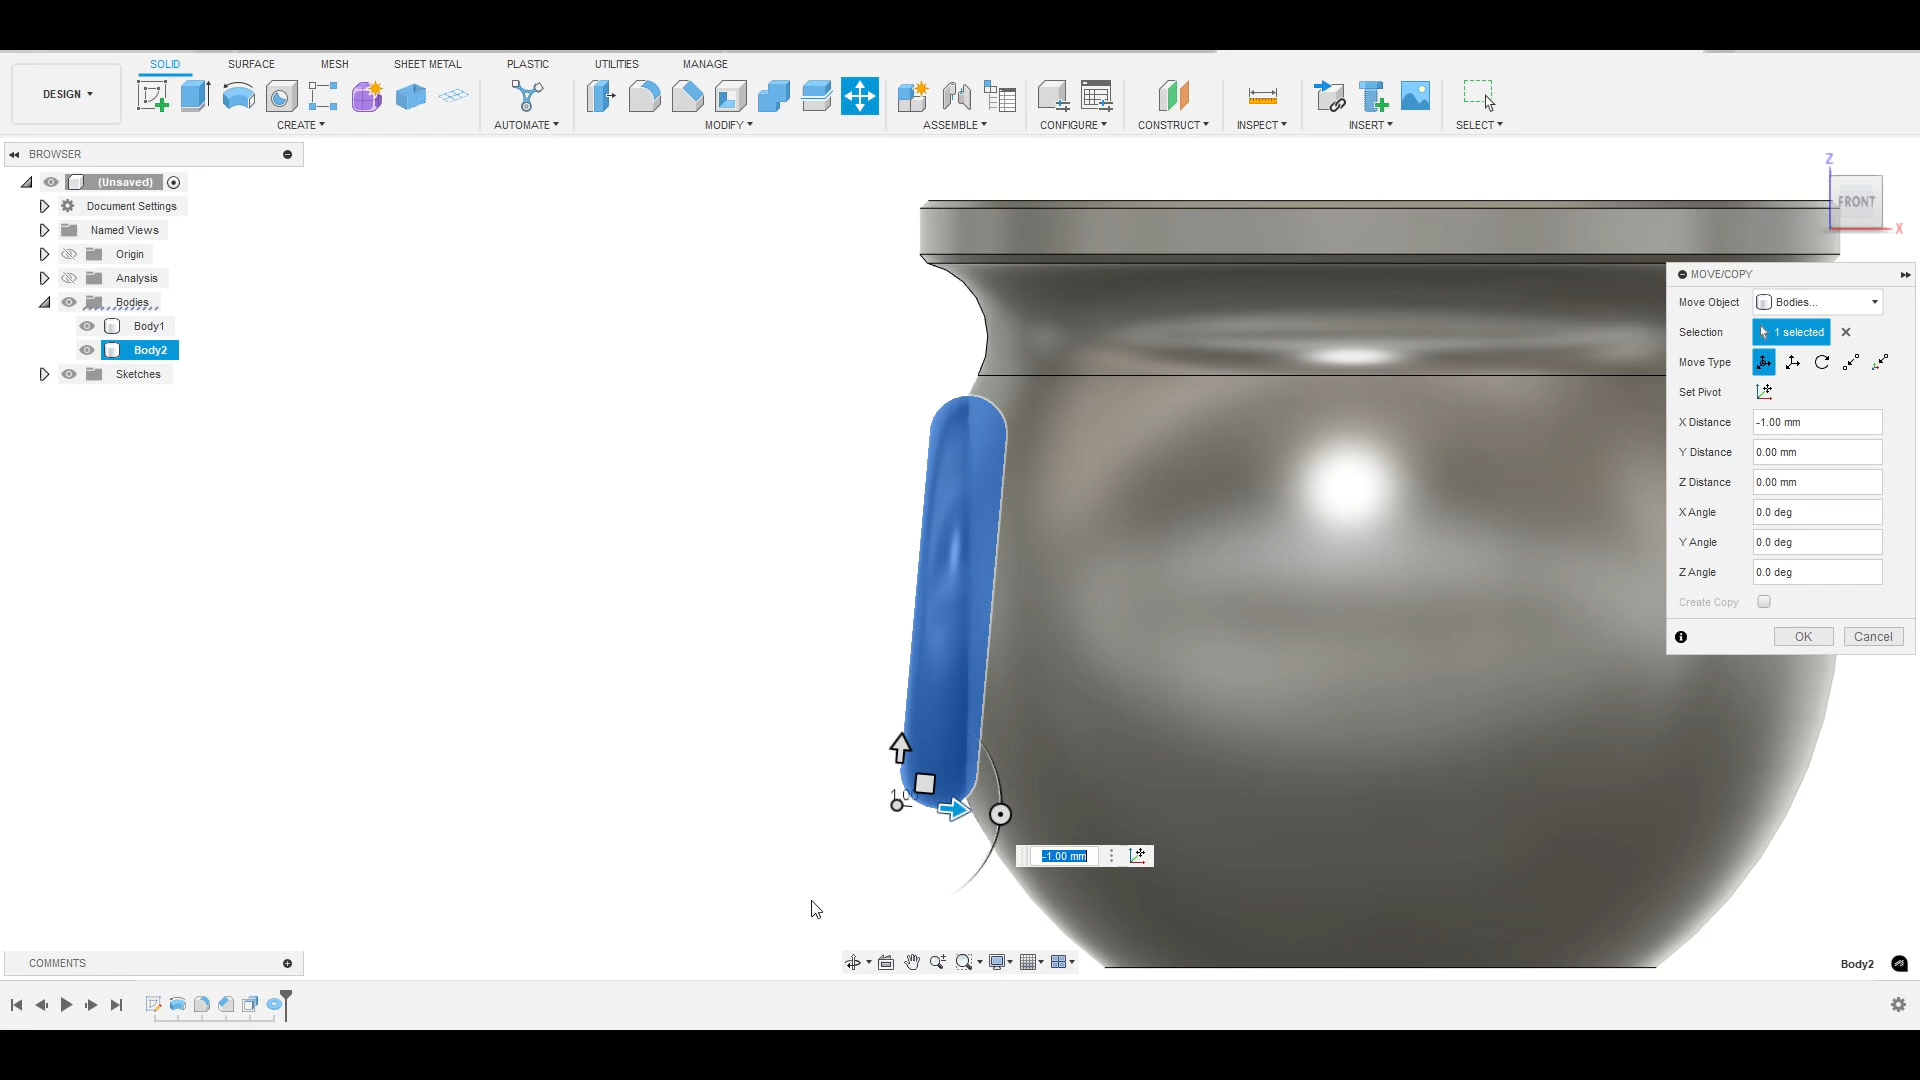 SOLID SURFACE MESH SHEET METAL PLASTIC UTILITIES MANAGE
DESIGN
CREATE AUTOMATE MODIFY ASSEMBLE CONFIGURE CONSTRUCT INSPECT INSERT SELECT
BROWSER
(Unsaved)
Document Settings
Named Views
Origin
Analysis
Bodies
Body1
Body2
Sketches
Z
FRONT
X
MOVE/COPY
Move Object Bodies...
Selection 1 selected
Move Type
Set Pivot
X Distance -1.00 mm
Y Distance 0.00 mm
Z Distance 0.00 mm
X Angle 0.0 deg
Y Angle 0.0 deg
Z Angle 0.0 deg
Create Copy
OK Cancel
-1.00 mm
COMMENTS
Body2